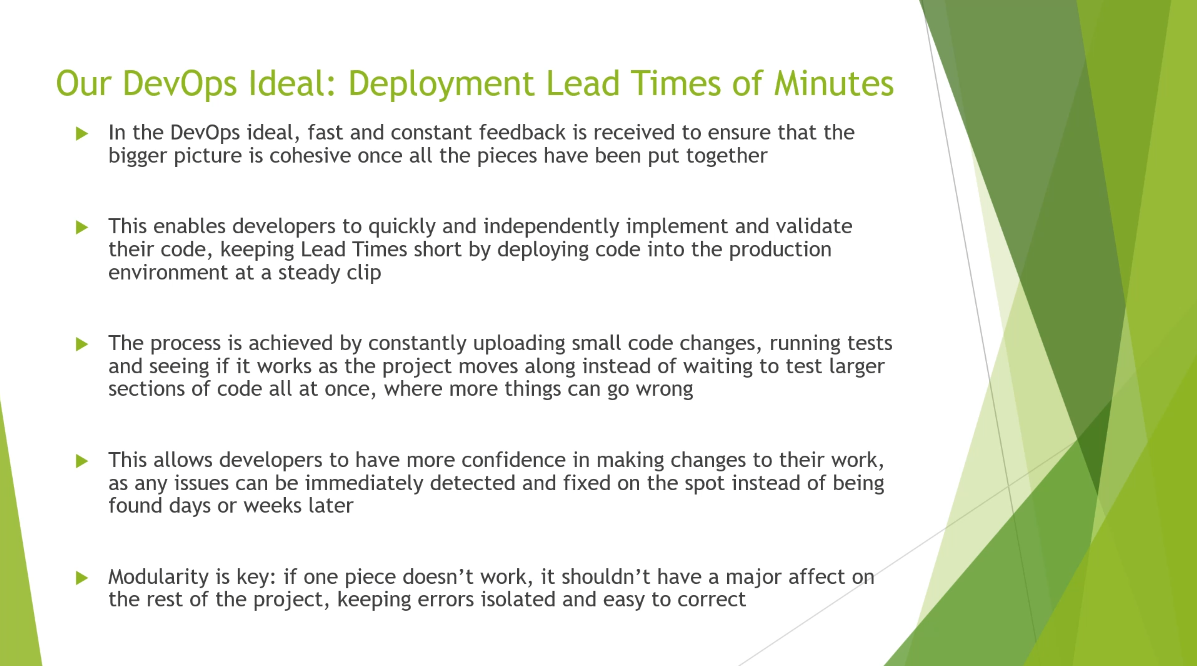 Our DevOps Ideal: Deployment Lead Times of Minutes
In the DevOps ideal, fast and constant feedback is received to ensure that the
bigger picture is cohesive once all the pieces have been put together
This enables developers to quickly and independently implement and validate
their code, keeping Lead Times short by deploying code into the production
environment at a steady clip
The process is achieved by constantly uploading small code changes, running tests
and seeing if it works as the project moves along instead of waiting to test larger
sections of code all at once, where more things can go wrong
This allows developers to have more confidence in making changes to their work,
as any issues can be immediately detected and fixed on the spot instead of being
found days or weeks later
Modularity is key: if one piece doesn’t work, it shouldn’t have a major affect on
the rest of the project, keeping errors isolated and easy to correct